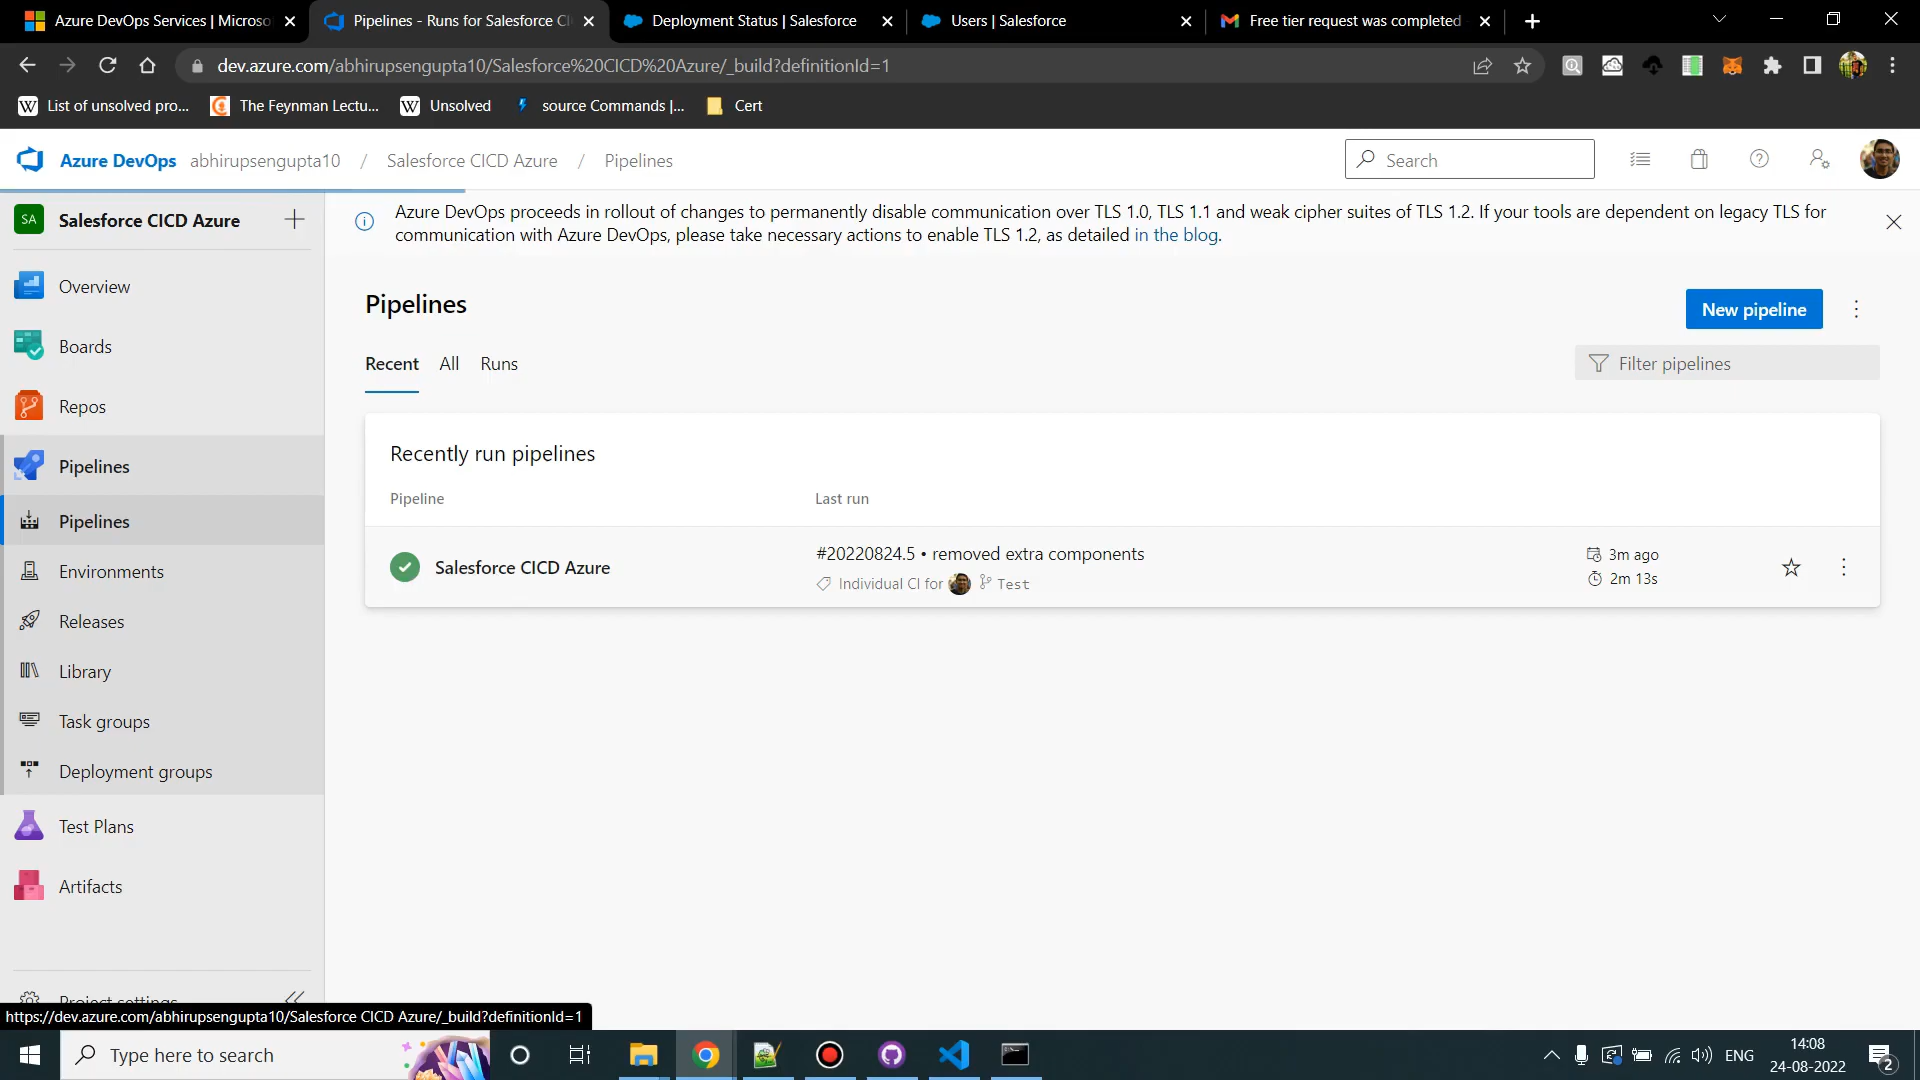 Azure DevOps Services | Microso
Pipelines - Runs for Salesforce CI
Deployment Status | Salesforce
Users | Salesforce
Free tier request was completed
dev.azure.com/abhirupsengupta10/Salesforce%20CICD%20Azure/_build?definitionId=1
List of unsolved pro...
The Feynman Lectu...
Unsolved
source Commands |...
Cert
Azure DevOps abhirupsengupta10 / Salesforce CICD Azure / Pipelines
Search
SA Salesforce CICD Azure
Azure DevOps proceeds in rollout of changes to permanently disable communication over TLS 1.0, TLS 1.1 and weak cipher suites of TLS 1.2. If your tools are dependent on legacy TLS for
communication with Azure DevOps, please take necessary actions to enable TLS 1.2, as detailed in the blog.
Overview
Boards
Repos
Pipelines
Pipelines
Environments
Releases
Library
Task groups
Deployment groups
Test Plans
Artifacts
Project settings
Pipelines
New pipeline
Recent All Runs
Filter pipelines
Recently run pipelines
Pipeline Last run
Salesforce CICD Azure
#20220824.5 • removed extra components
Individual CI for Test
3m ago
2m 13s
https://dev.azure.com/abhirupsengupta10/Salesforce CICD Azure/_build?definitionId=1
Type here to search
ENG
14:08
24-08-2022
2